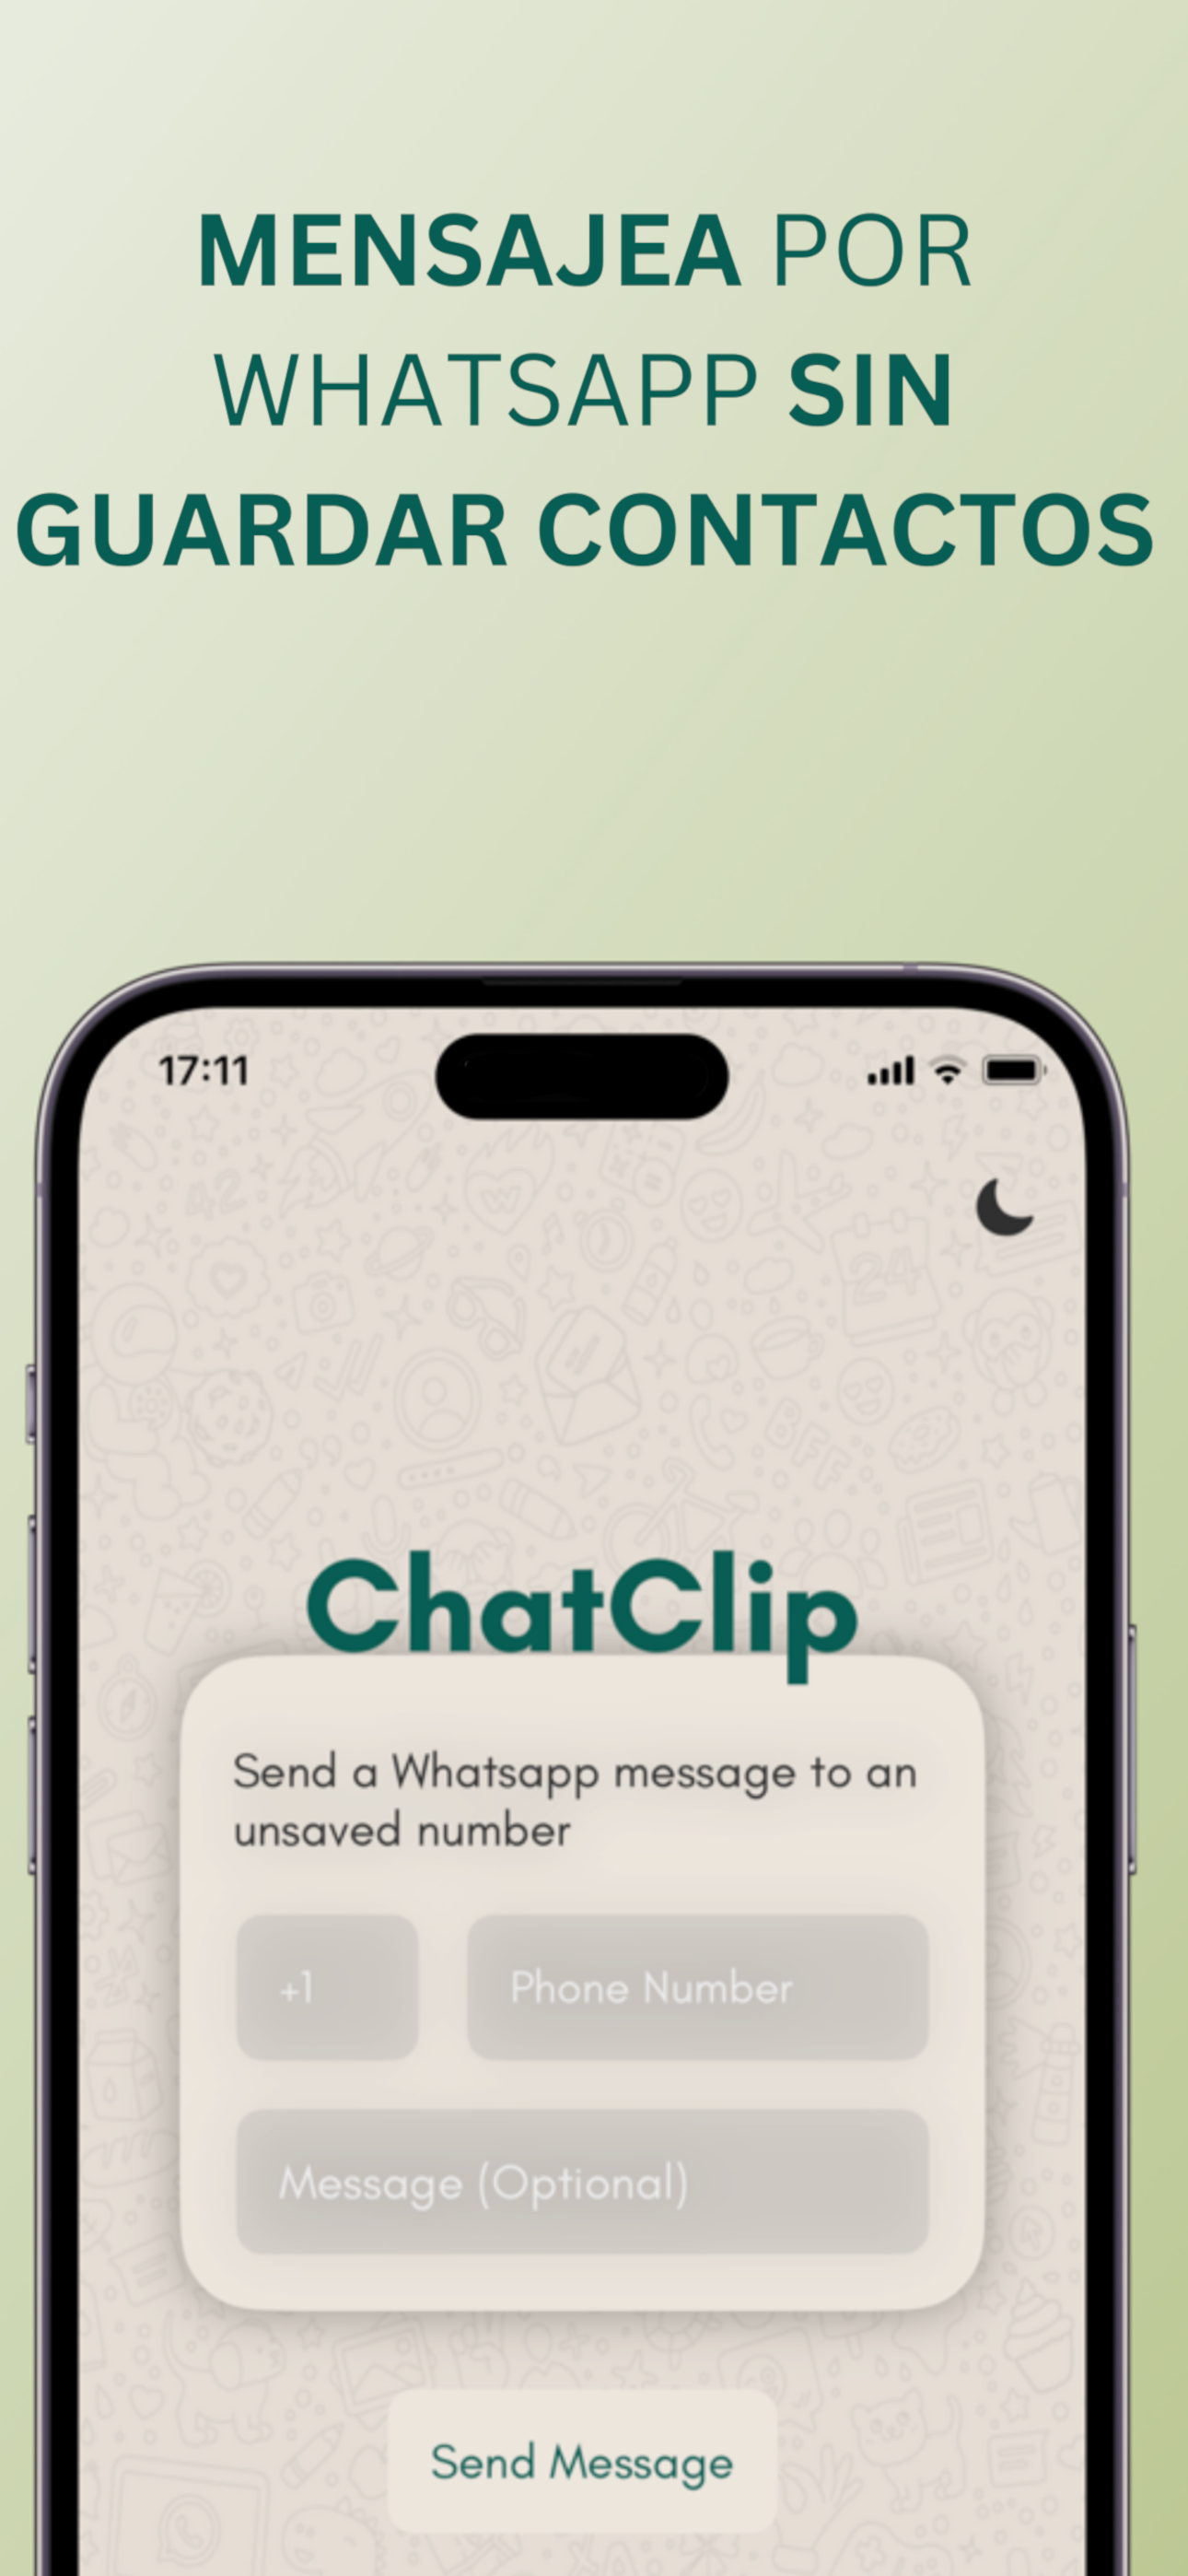 MENSAJEA POR
WHATSAPP SIN
GUARDAR CONTACTOS
17:11
ChatClip
Send a Whatsapp message to an
unsaved number
+1
Phone Number
Message (Optional)
Send Message